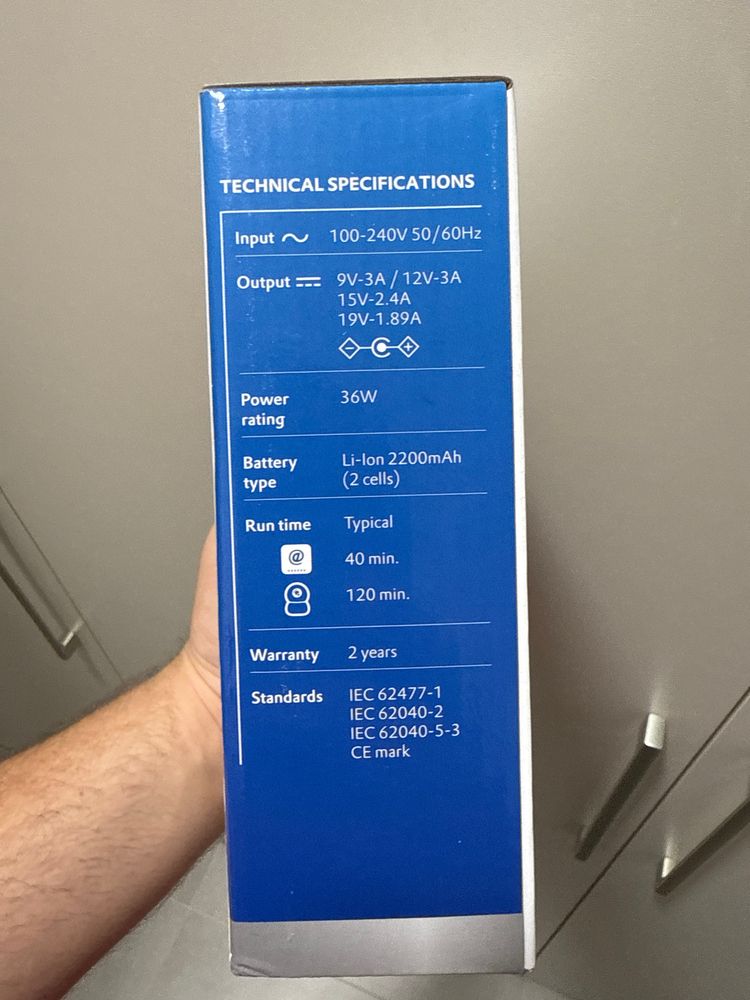 TECHNICAL SPECIFICATIONS
Input 100-240V 50/60Hz
Output 9V-3A / 12V-3A
15V-2.4A
19V-1.89A
Power rating 36W
Battery type Li-Ion 2200mAh
(2 cells)
Run time Typical
@ 40 min.
120 min.
Warranty 2 years
Standards IEC 62477-1
IEC 62040-2
IEC 62040-5-3
CE mark